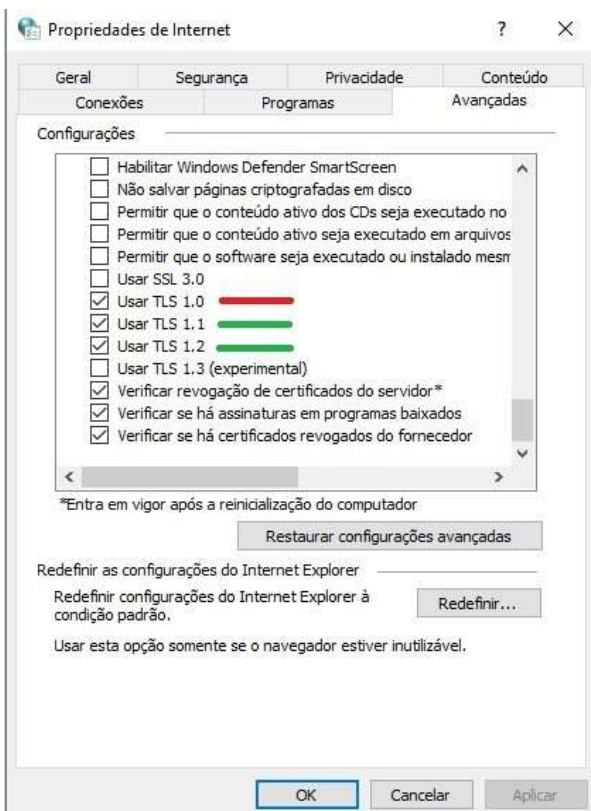 Propriedades de Internet
?
Geral Segurança Privacidade Conteúdo
Conexões Programas Avançadas
Configurações
Habilitar Windows Defender SmartScreen
Não salvar páginas criptografadas em disco
Permitir que o conteúdo ativo dos CDs seja executado no
Permitir que o conteúdo ativo seja executado em arquivos
Permitir que o software seja executado ou instalado mesm
Usar SSL 3.0
Usar TLS 1.0
Usar TLS 1.1
Usar TLS 1.2
Usar TLS 1.3 (experimental)
Verificar revogação de certificados do servidor*
Verificar se há assinaturas em programas baixados
Verificar se há certificados revogados do fornecedor
*Entra em vigor após a reinicialização do computador
Restaurar configurações avançadas
Redefinir as configurações do Internet Explorer
Redefinir configurações do Internet Explorer à
condição padrão.
Redefinir...
Usar esta opção somente se o navegador estiver inutilizável.
OK Cancelar Aplicar